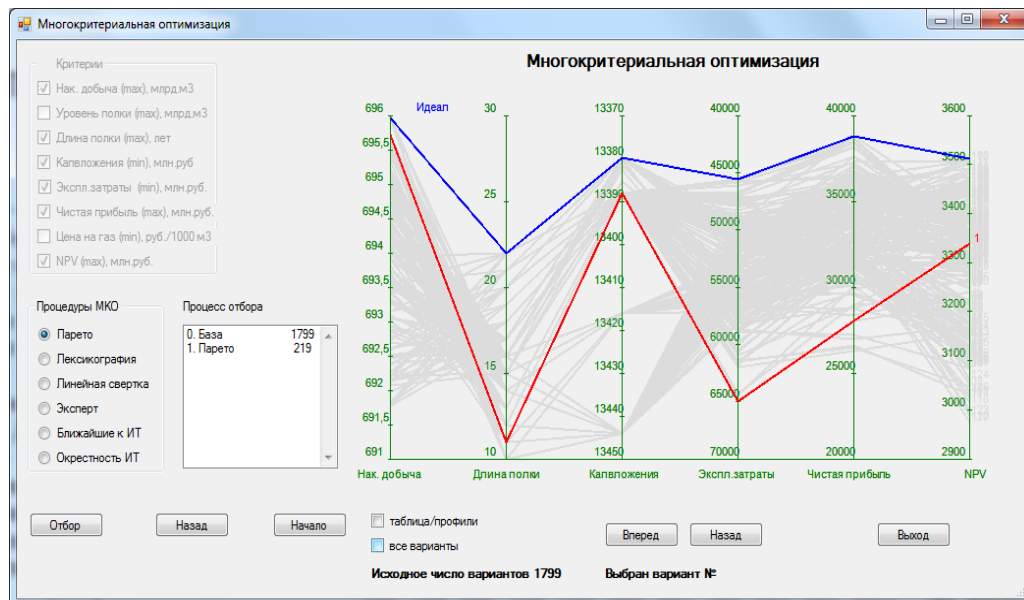 Многокритериальная оптимизация
Критерии
Нак. добыча (max), млрд.м3
Уровень полки (max), млрд.м3
Длина полки (max), лет
Капвложения (min), млн.руб
Экспл.затраты (min), млн.руб.
Чистая прибыль (max), млн.руб.
Цена на газ (min), руб./1000 м3
NPV (max), млн.руб.
Процедуры МКО
Парето
Лексикография
Линейная свертка
Эксперт
Ближайшие к ИТ
Окрестность ИТ
Процесс отбора
0. База 1799
1. Парето 219
Многокритериальная оптимизация
Идеал
696
695,5
695
694,5
694
693,5
693
692,5
692
691,5
691
Нак. добыча
30
25
20
15
10
Длина полки
13370
13380
13390
13400
13410
13420
13430
13440
13450
Капвложения
40000
45000
50000
65000
60000
65000
70000
Экспл.затраты
40000
35000
30000
25000
20000
Чистая прибыль
3600
3500
3400
3300
3200
3100
3000
2900
NPV
1
Отбор
Назад
Начало
таблица/профили
все варианты
Вперед
Назад
Выход
Исходное число вариантов 1799
Выбран вариант №